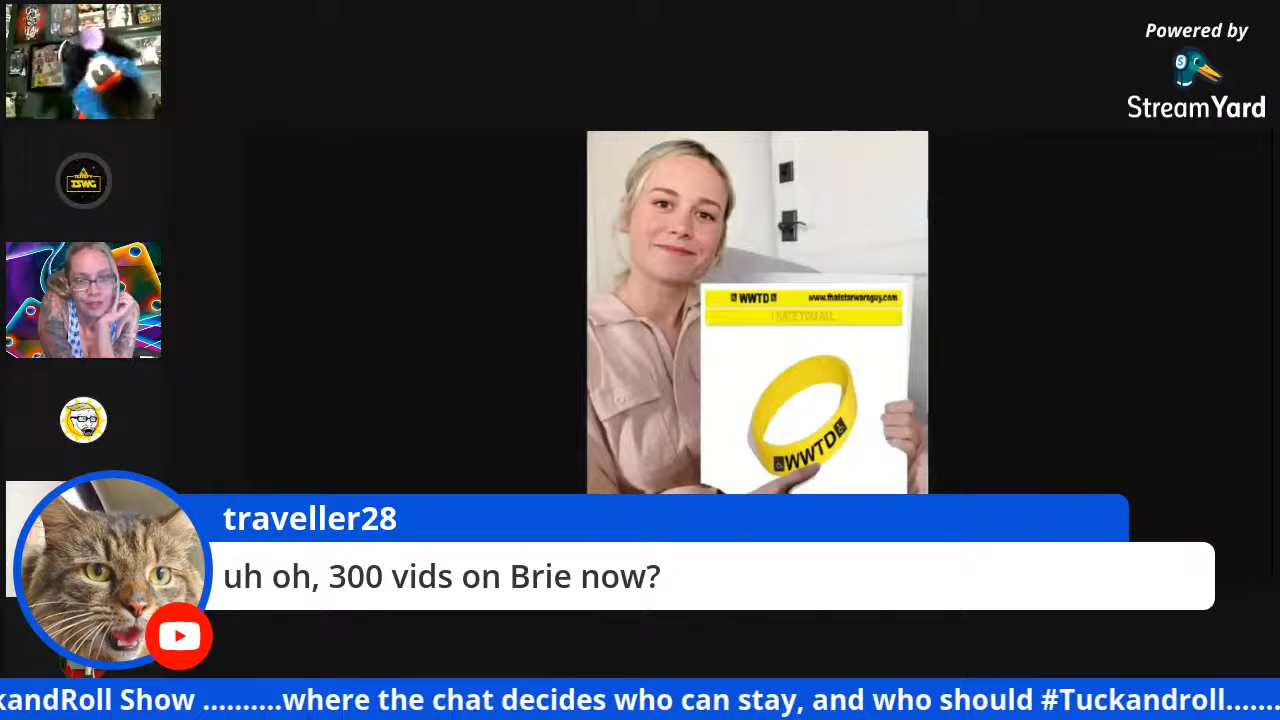 Powered by
StreamYard
TSWG
WWTD www.thatstarwarsguy.com
I HATE YOU ALL
WWTD
traveller28
uh oh, 300 vids on Brie now?
kandRoll Show ..........where the chat decides who can stay, and who should #Tuckandroll.......